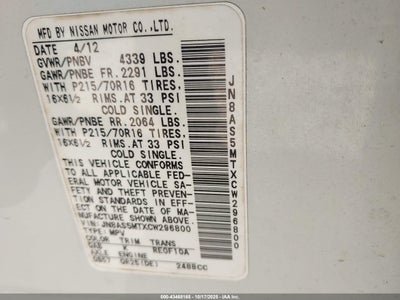 MFD BY NISSAN MOTOR CO.,LTD.
DATE 4/12
GVWR/PNBV 4339 LBS.
GAWR/PNBE FR. 2291 LBS.
WITH P215/70R16 TIRES,
16X6½ RIMS.AT 33 PSI
COLD SINGLE.
GAWR/PNBE RR. 2064 LBS.
WITH P215/70R16 TIRES,
16X6½ RIMS.AT 33 PSI
COLD SINGLE.
THIS VEHICLE CONFORMS
TO ALL APPLICABLE FED-
ERAL MOTOR VEHICLE SA-
FETY AND THEFT PREVEN-
TION STANDARDS IN EFF-
ECT ON THE DATE OF MA-
NUFACTURE SHOWN ABOVE.
VIN :JN8AS5MTXCW296800
TYPE: MPV
COLOR TRIM TRANS
K RE0F10A
AXLE ENGINE
QR25(DE) 2488CC
JN8AS5MTXCW296800
10/17/2025 - IAA